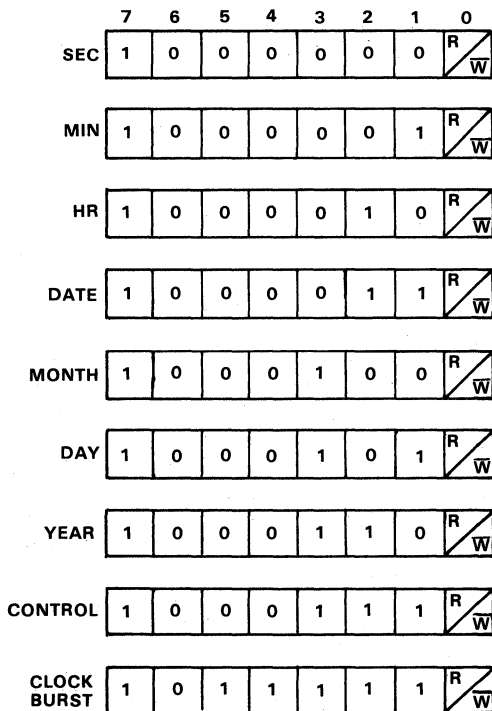 7 6 5 4 3 2 1 0
SEC 1 0 0 0 0 0 0 R/W̅
MIN 1 0 0 0 0 0 1 R/W̅
HR 1 0 0 0 0 1 0 R/W̅
DATE 1 0 0 0 0 1 1 R/W̅
MONTH 1 0 0 0 1 0 0 R/W̅
DAY 1 0 0 0 1 0 1 R/W̅
YEAR 1 0 0 0 1 1 0 R/W̅
CONTROL 1 0 0 0 1 1 1 R/W̅
CLOCK
BURST 1 0 1 1 1 1 1 R/W̅